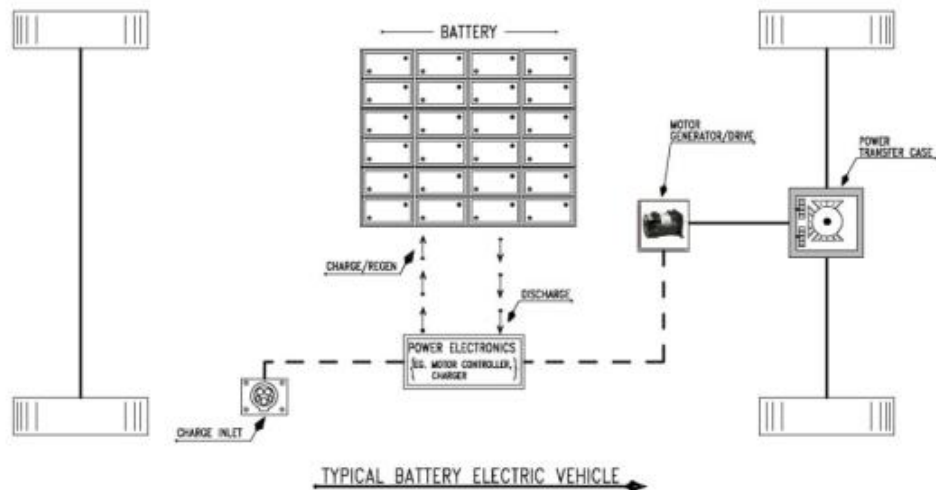 BATTERY
MOTOR
GENERATOR/DRIVE
POWER
TRANSFER CASE
CHARGE/REGEN
DISCHARGE
POWER ELECTRONICS
(EG. MOTOR CONTROLLER,
CHARGER)
CHARGE INLET
TYPICAL BATTERY ELECTRIC VEHICLE